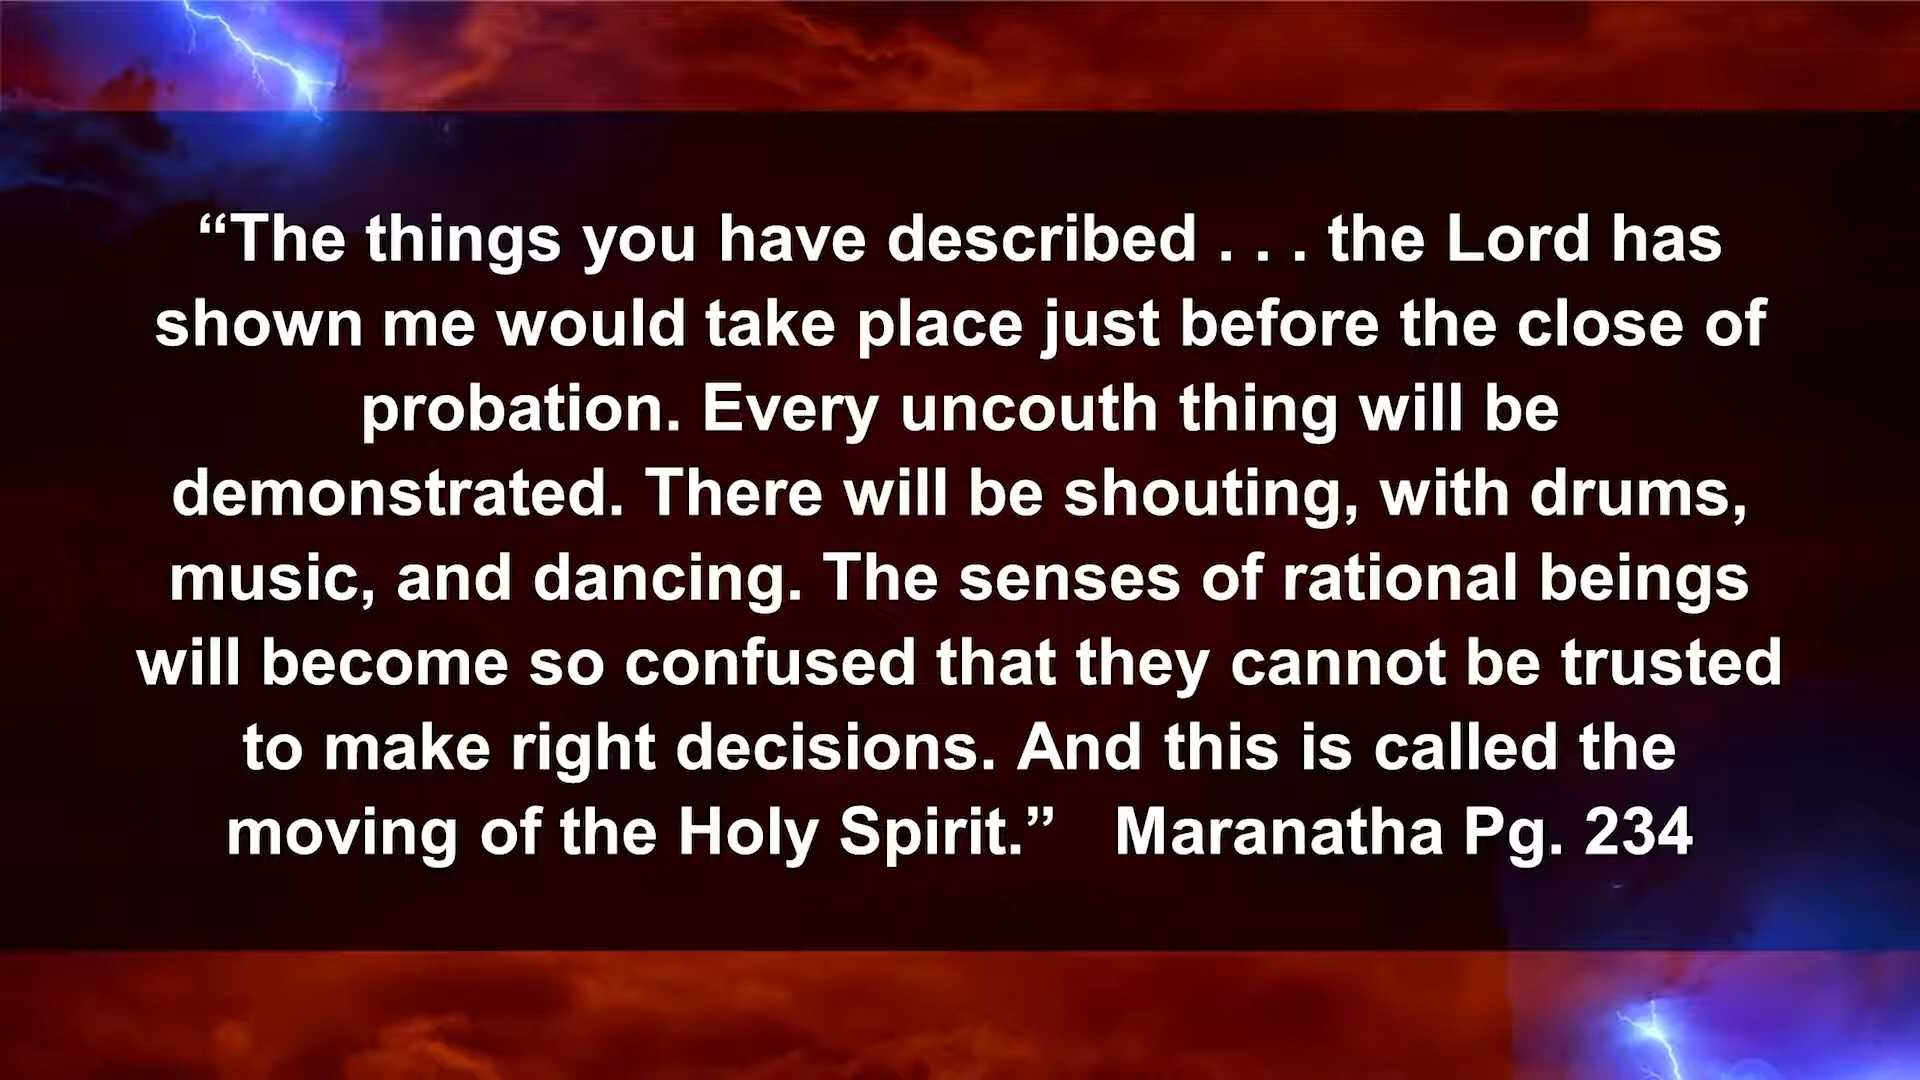 “The things you have described . . . the Lord has
shown me would take place just before the close of
probation. Every uncouth thing will be
demonstrated. There will be shouting, with drums,
music, and dancing. The senses of rational beings
will become so confused that they cannot be trusted
to make right decisions. And this is called the
moving of the Holy Spirit.” Maranatha Pg. 234